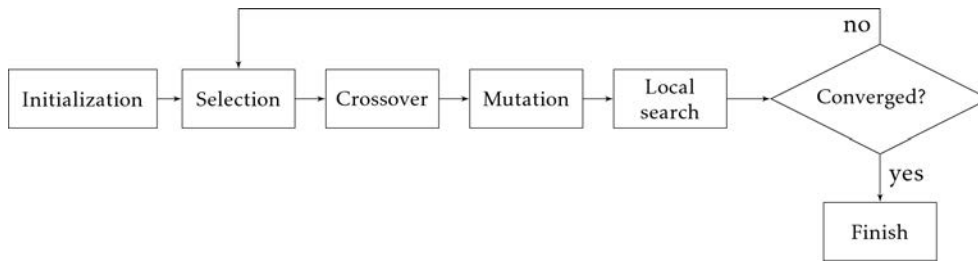 no
Initialization
Selection
Crossover
Mutation
Local
search
Converged?
yes
Finish